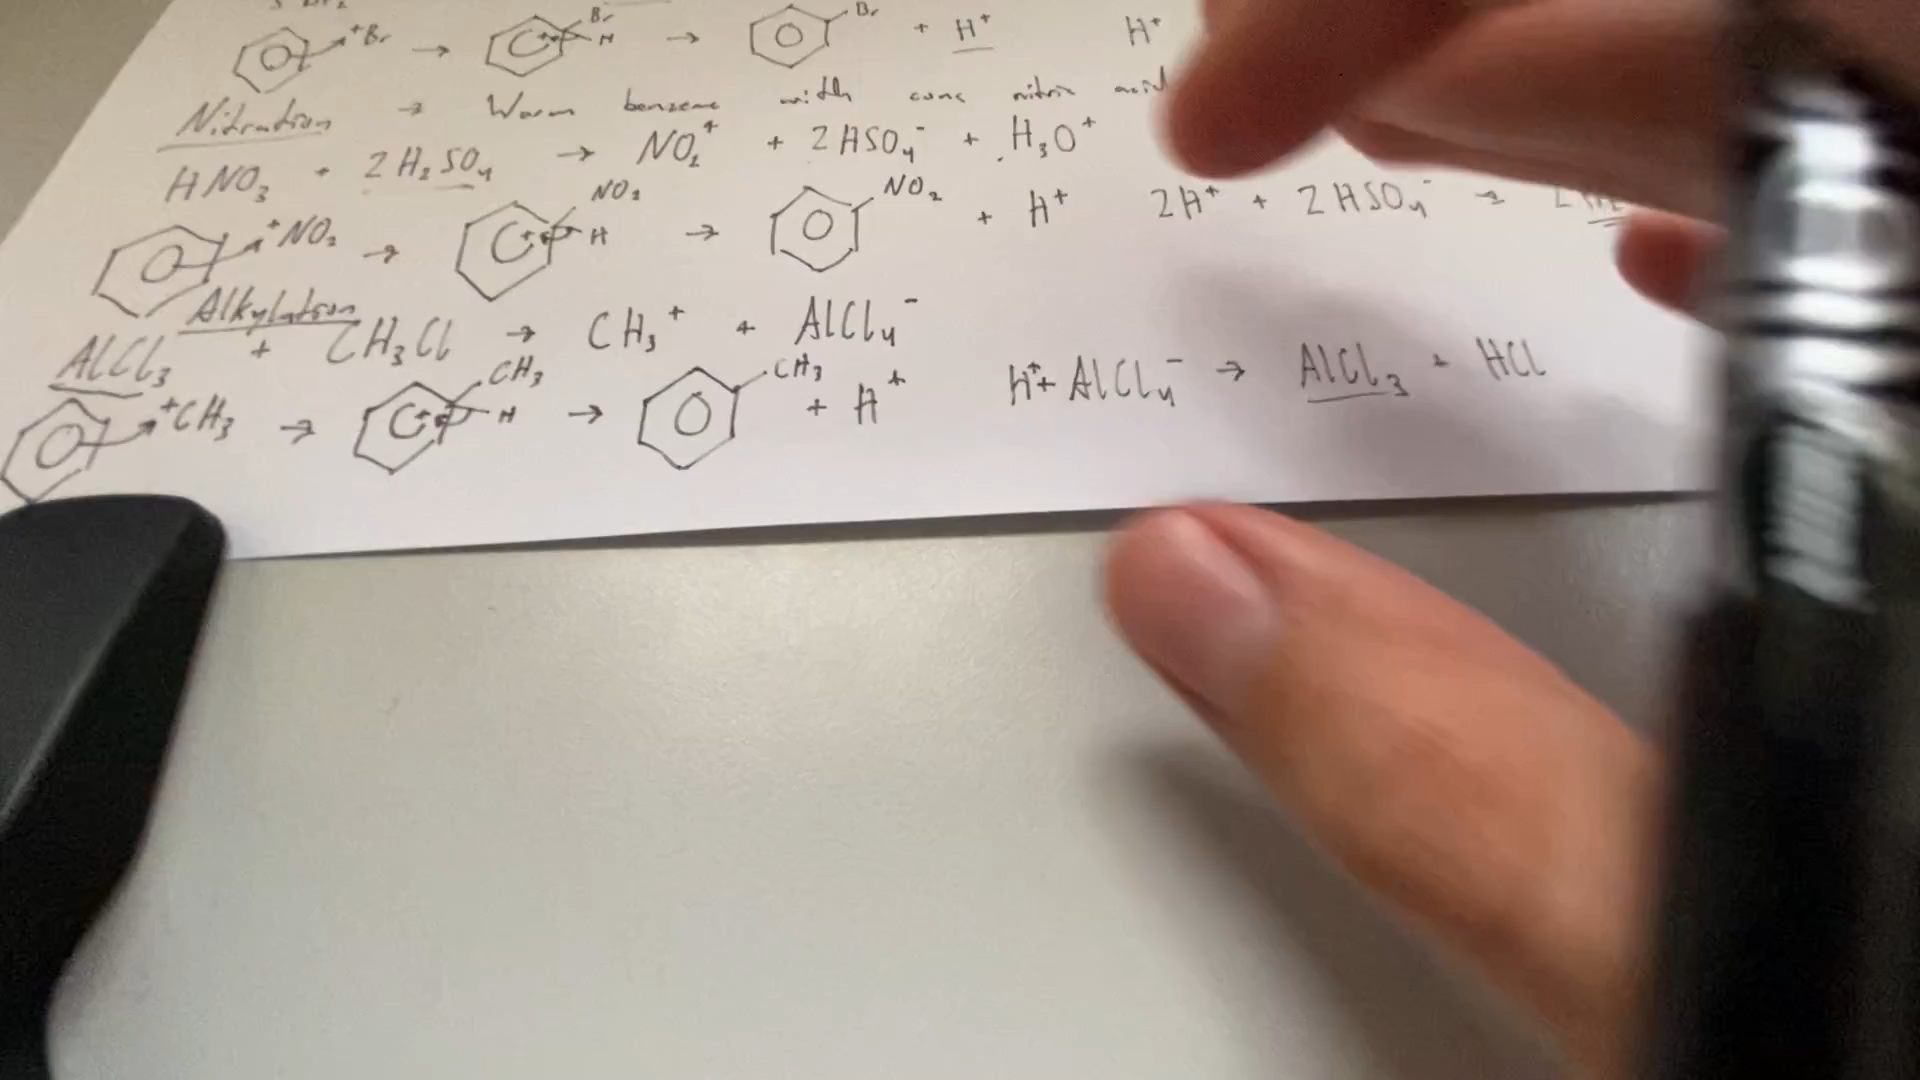 +Br → Br H → Br + H⁺ H⁺
Nitration → Warm benzene with conc nitric acid
HNO₃ + 2H₂SO₄ → NO₂⁺ + 2HSO₄⁻ + H₃O⁺
⁺NO₂ → NO₂ + H → NO₂ + H⁺ 2H⁺ + 2HSO₄⁻ → 2
Alkylation
AlCl₃ + CH₃Cl → CH₃⁺ + AlCl₄⁻
⁺CH₃ → CH₃ + H → CH₃ + H⁺ H⁺ + AlCl₄⁻ → AlCl₃ + HCl